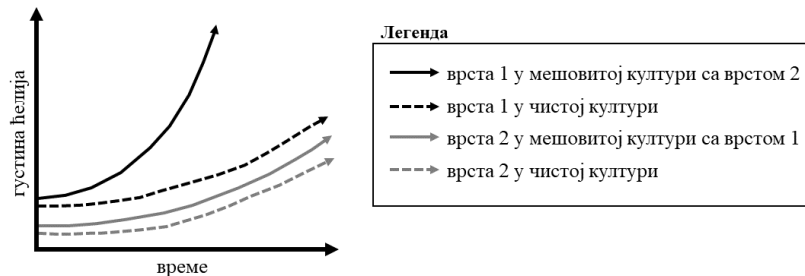 густина ћелија
време
Легенда
врста 1 у мешовитој култури са врстом 2
врста 1 у чистој култури
врста 2 у мешовитој култури са врстом 1
врста 2 у чистој култури